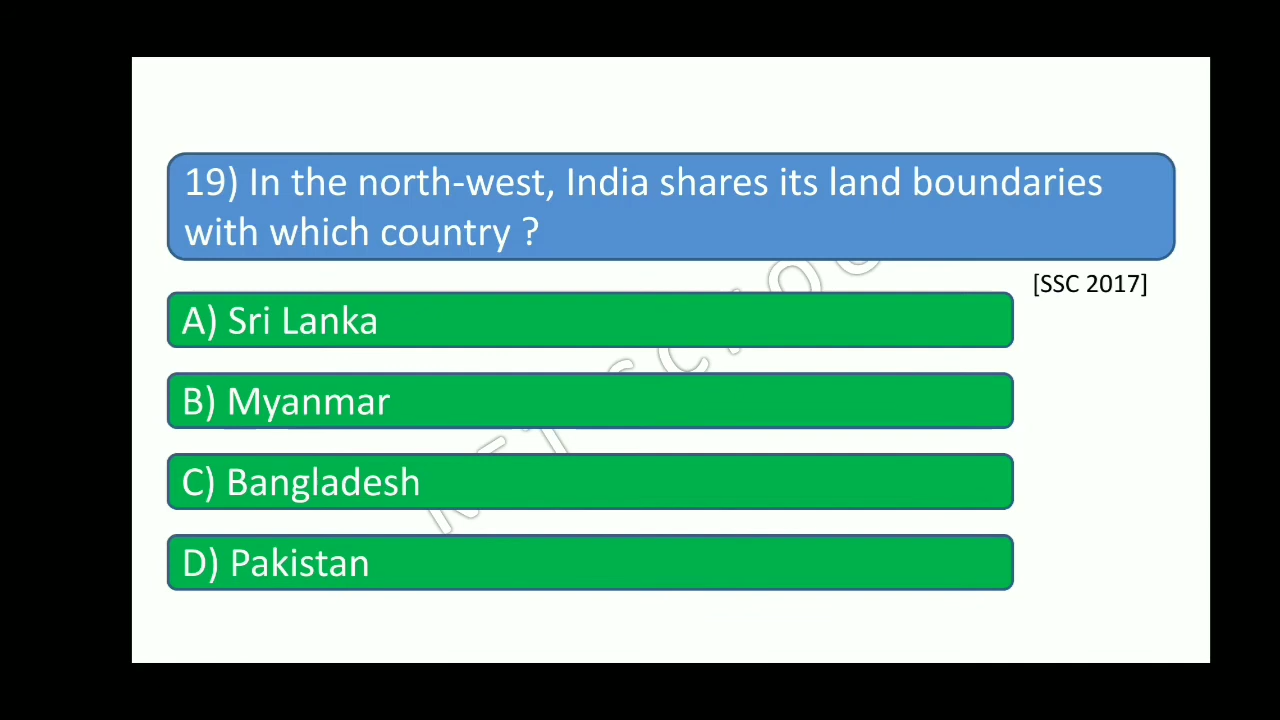 19) In the north-west, India shares its land boundaries
with which country ?
[SSC 2017]
A) Sri Lanka
B) Myanmar
C) Bangladesh
D) Pakistan